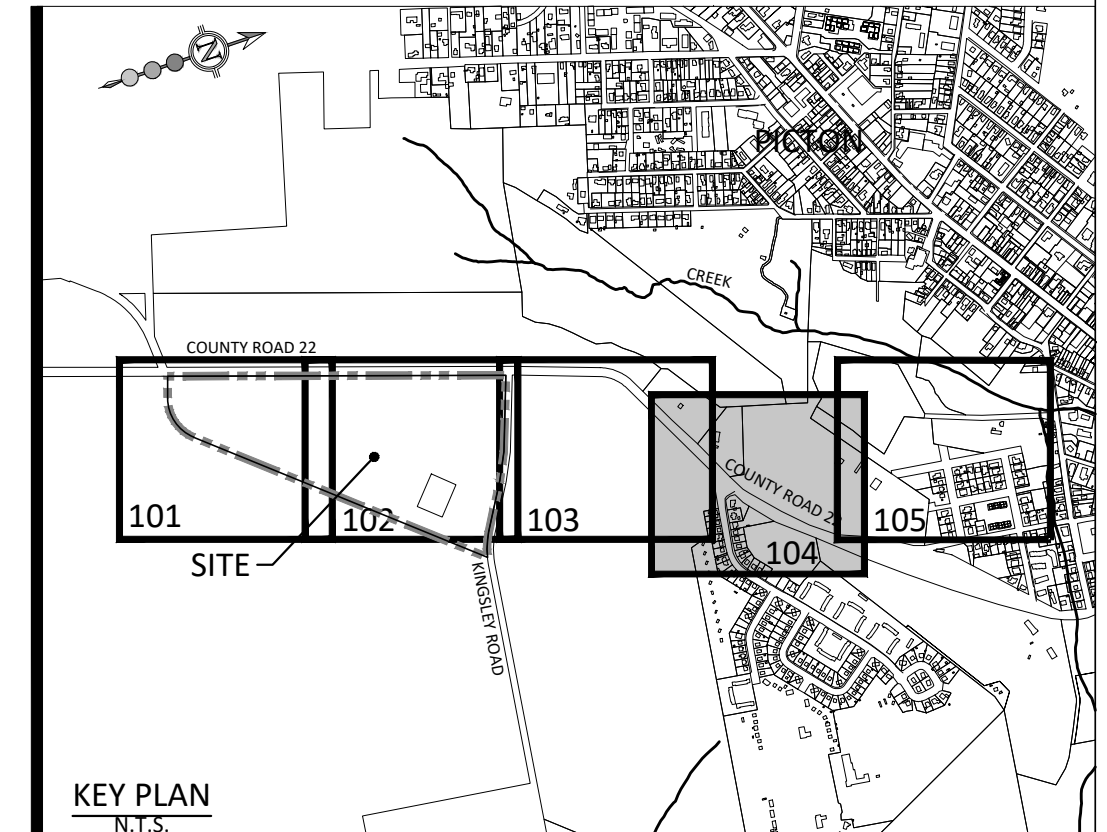 N
PICTON
CREEK
COUNTY ROAD 22
COUNTY ROAD 22
101
102
103
104
105
SITE
KINGSLEY ROAD
KEY PLAN
N.T.S.